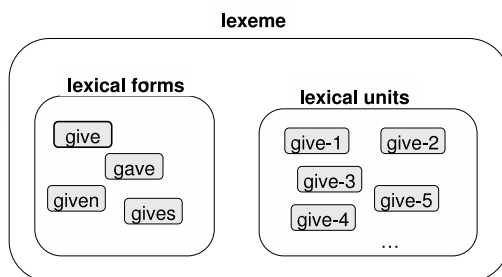 lexeme
lexical forms
give
gave
given
gives
lexical units
give-1
give-2
give-3
give-5
give-4
...